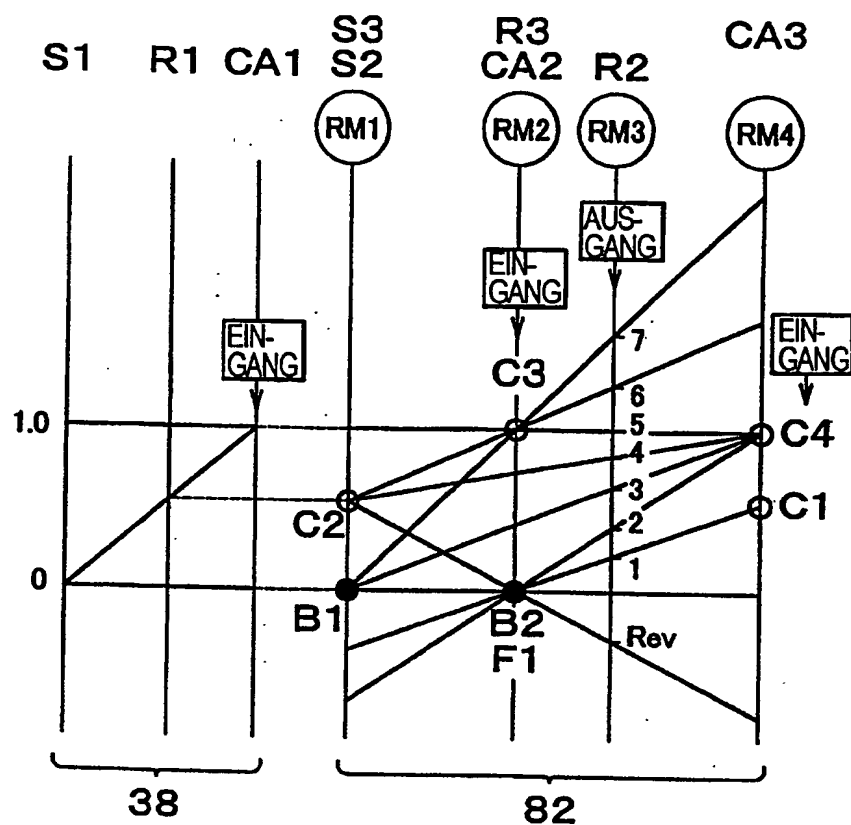 S3 R3 CA3
S1 R1 CA1 S2 CA2 R2
RM1 RM2 RM3 RM4
AUS-
GANG
EIN-
GANG
EIN-
GANG
EIN-
GANG
7
C3
6
1.0
5
C4
4
3
C2
C1
2
0
1
B1
B2
F1
Rev
38
82